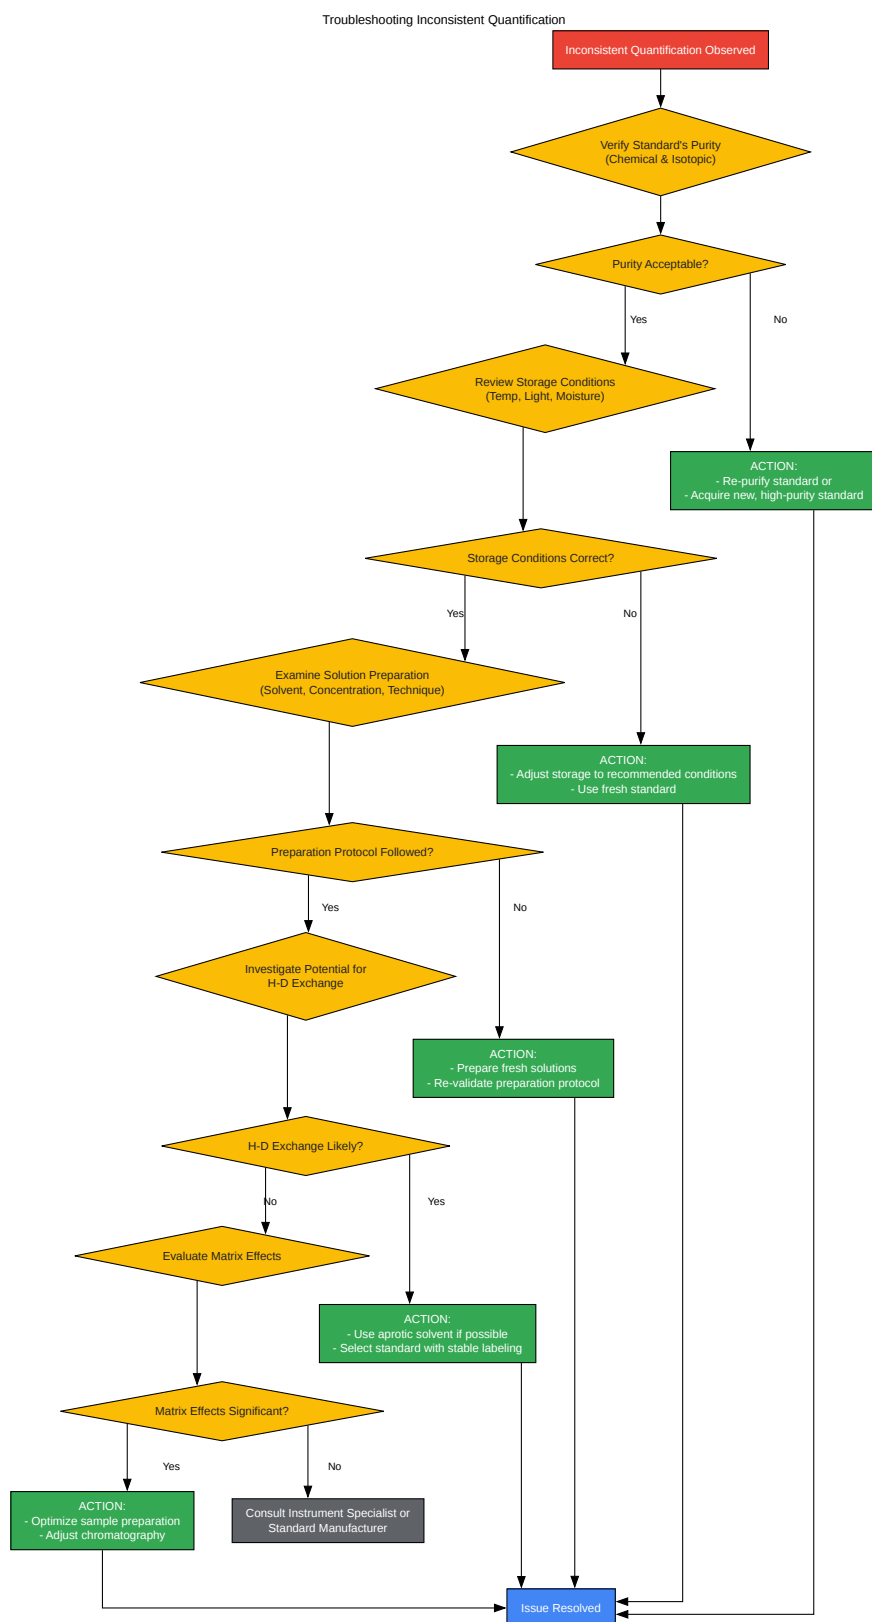 Troubleshooting Inconsistent Quantification
Inconsistent Quantification Observed
Verify Standard's Purity
(Chemical & Isotopic)
Purity Acceptable?
Yes
No
Review Storage Conditions
(Temp, Light, Moisture)
ACTION:
- Re-purify standard or
- Acquire new, high-purity standard
Storage Conditions Correct?
Yes
No
Examine Solution Preparation
(Solvent, Concentration, Technique)
ACTION:
- Adjust storage to recommended conditions
- Use fresh standard
Preparation Protocol Followed?
Yes
No
Investigate Potential for
H-D Exchange
ACTION:
- Prepare fresh solutions
- Re-validate preparation protocol
H-D Exchange Likely?
No
Yes
Evaluate Matrix Effects
ACTION:
- Use aprotic solvent if possible
- Select standard with stable labeling
Matrix Effects Significant?
Yes
No
ACTION:
- Optimize sample preparation
- Adjust chromatography
Consult Instrument Specialist or
Standard Manufacturer
Issue Resolved